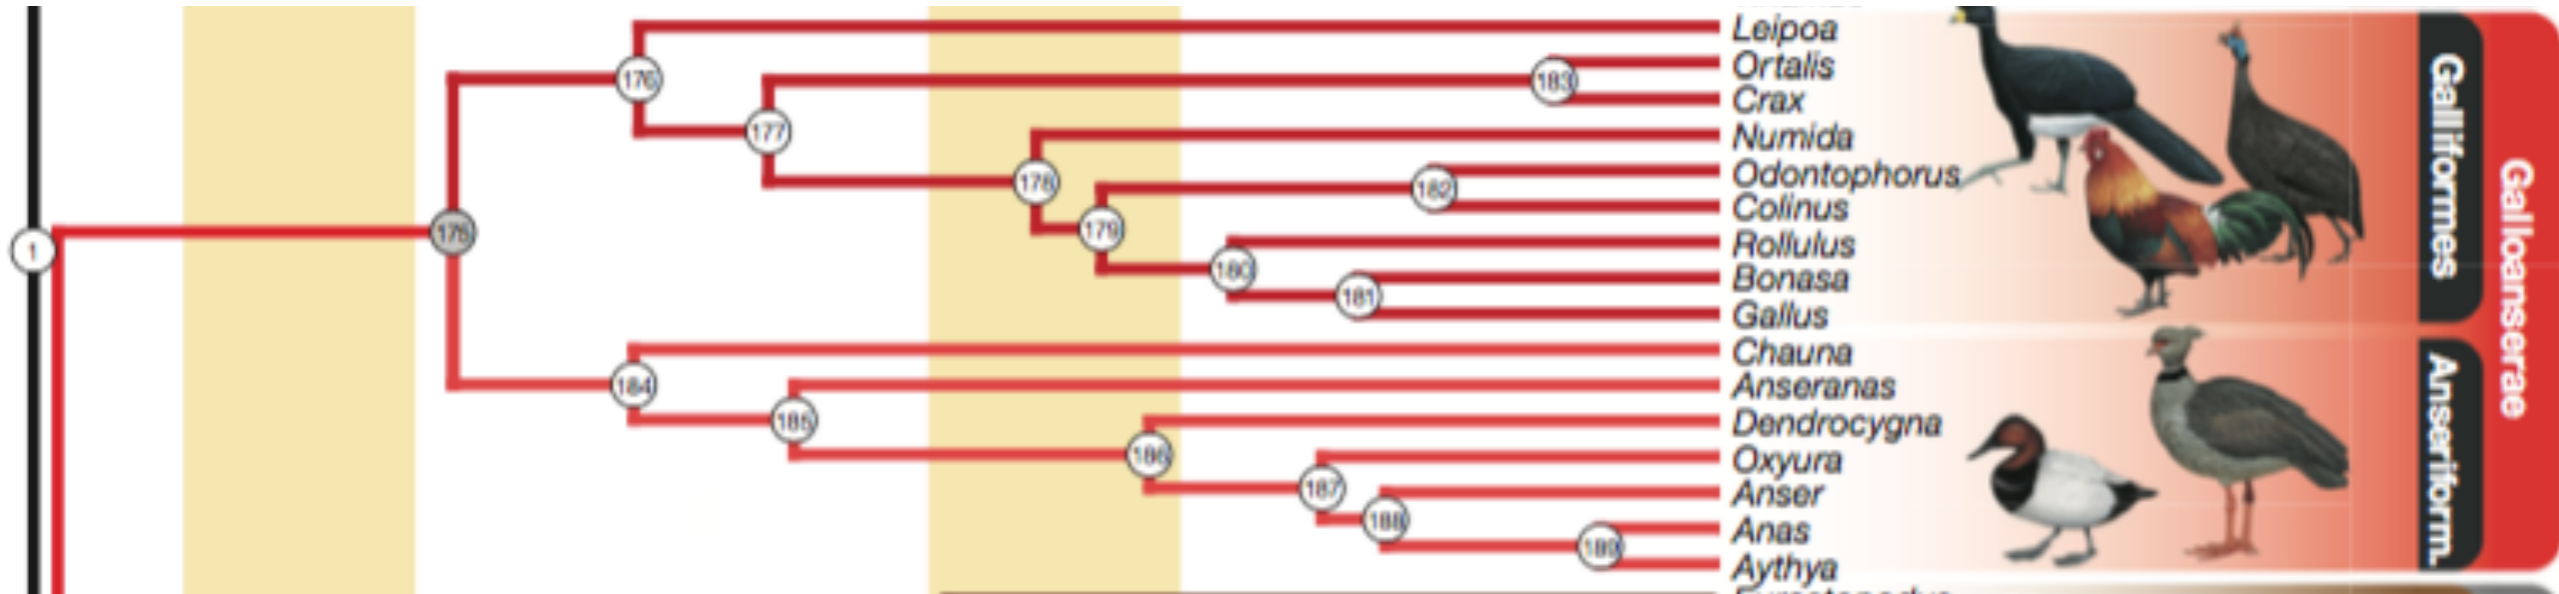 Leipoa
176
Ortalis
183
Crax
177
Numida
178
Odontophorus
182
Colinus
179
175
1
Rollulus
180
Bonasa
181
Gallus
Galliformes
Galloanserae
Chauna
184
Anseranas
185
Dendrocygna
186
Oxyura
187
Anser
188
Anas
189
Aythya
Anseriform.